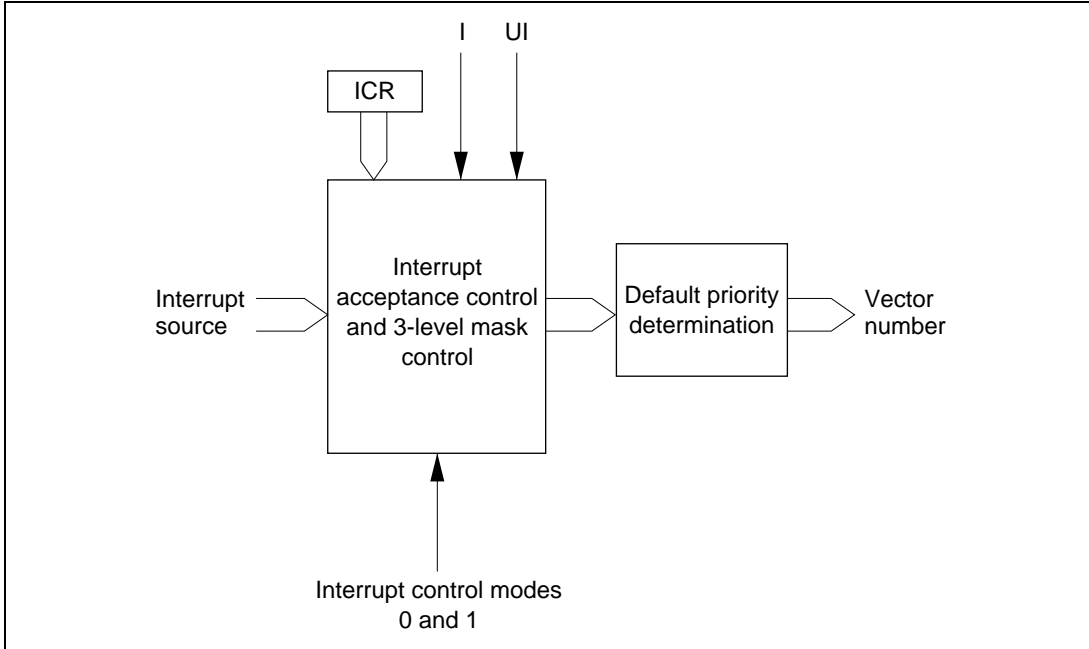 I UI
ICR
Interrupt
acceptance control
and 3-level mask
control
Interrupt
source
Default priority
determination
Vector
number
Interrupt control modes
0 and 1